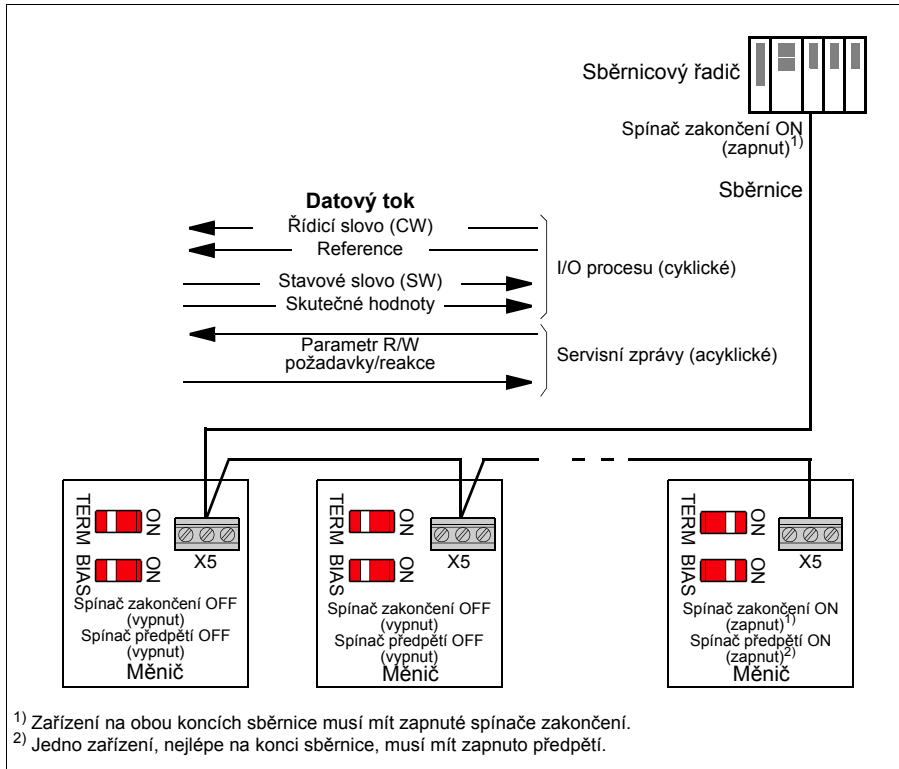 Sběrnicový řadič
Spínač zakončení ON
(zapnut)1)
Sběrnice
Datový tok
Řídicí slovo (CW)
Reference
Stavové slovo (SW)
Skutečné hodnoty
I/O procesu (cyklické)
Parametr R/W
požadavky/reakce
Servisní zprávy (acyklické)
TERM
ON
BIAS
ON
X5
Spínač zakončení OFF
(vypnut)
Spínač předpětí OFF
(vypnut)
Měnič
TERM
ON
BIAS
ON
X5
Spínač zakončení OFF
(vypnut)
Spínač předpětí OFF
(vypnut)
Měnič
TERM
ON
BIAS
ON
X5
Spínač zakončení ON
(zapnut)1)
Spínač předpětí ON
(zapnut)2)
Měnič
1) Zařízení na obou koncích sběrnice musí mít zapnuté spínače zakončení.
2) Jedno zařízení, nejlépe na konci sběrnice, musí mít zapnuto předpětí.